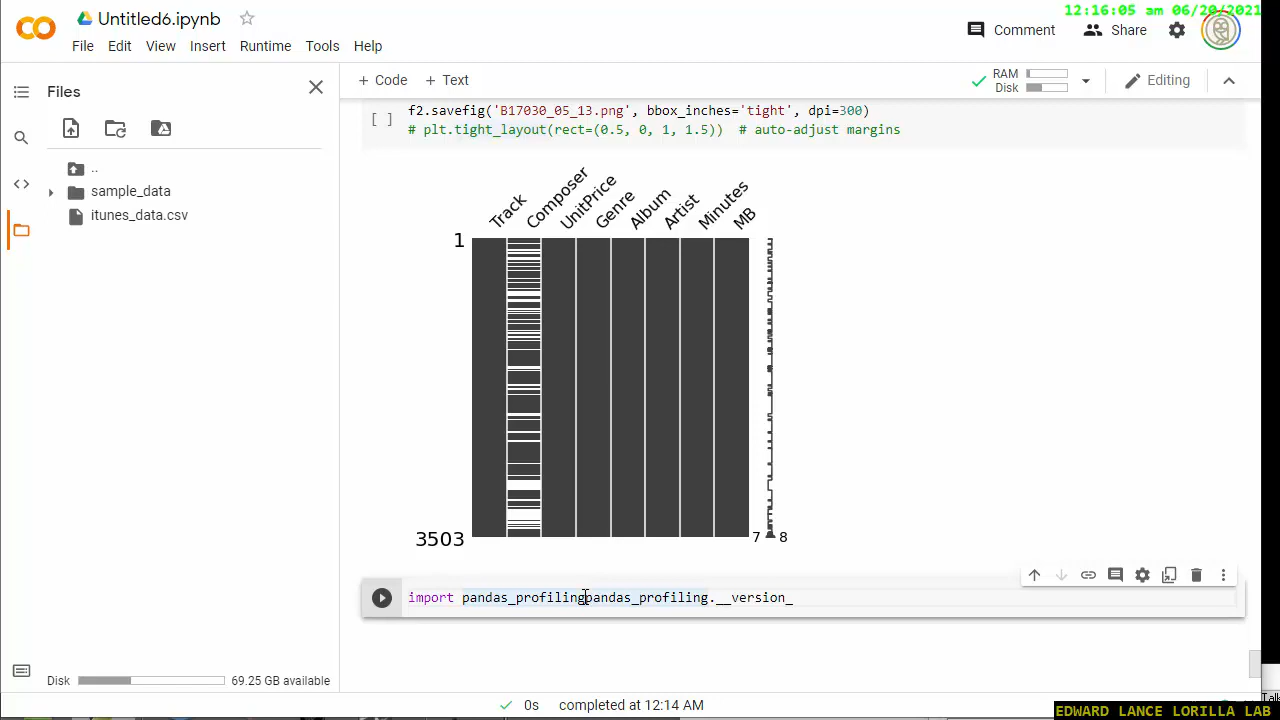 12:16:05 am 06/20/2021
Untitled6.ipynb
Comment
Share
File Edit View Insert Runtime Tools Help
Files
+ Code + Text
RAM
Disk
Editing
f2.savefig('B17030_05_13.png', bbox_inches='tight', dpi=300)
[ ]
# plt.tight_layout(rect=(0.5, 0, 1, 1.5)) # auto-adjust margins
..
sample_data
itunes_data.csv
Track Composer UnitPrice Genre Album Artist Minutes MB
1
3503
7 8
import pandas_profilingpandas_profiling.__version_
Disk 69.25 GB available
0s completed at 12:14 AM
EDWARD LANCE LORILLA LAB